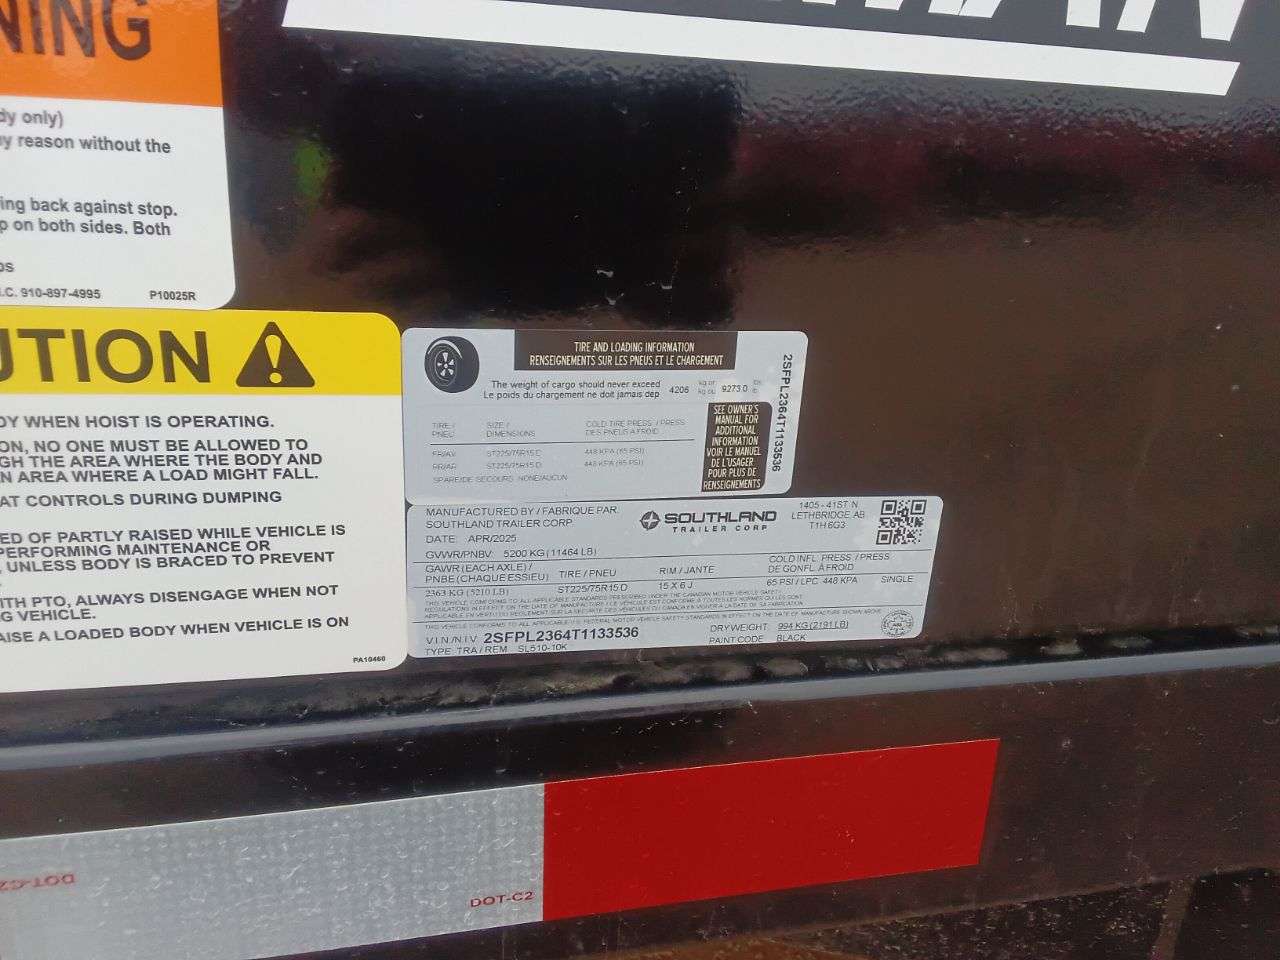 NING
dy only)
ny reason without the
ing back against stop.
p on both sides. Both
os
.C. 910-897-4995 P10025R
UTION
DY WHEN HOIST IS OPERATING.
ON, NO ONE MUST BE ALLOWED TO
GH THE AREA WHERE THE BODY AND
N AREA WHERE A LOAD MIGHT FALL.
AT CONTROLS DURING DUMPING
ED OF PARTLY RAISED WHILE VEHICLE IS
PERFORMING MAINTENANCE OR
, UNLESS BODY IS BRACED TO PREVENT
ITH PTO, ALWAYS DISENGAGE WHEN NOT
NG VEHICLE.
AISE A LOADED BODY WHEN VEHICLE IS ON
PA10460
TIRE AND LOADING INFORMATION
RENSEIGNEMENTS SUR LES PNEUS ET LE CHARGEMENT
The weight of cargo should never exceed
Le poids du chargement ne doit jamais dep
4206 kg or kg ou 9273.0 lbs lb
TIRE / PNEU
SIZE / DIMENSIONS
COLD TIRE PRESS / PRESS DES PNEUS A FROID
FR/AV ST225/75R15 D 448 KPA (65 PSI)
RR/AR ST225/75R15 D 448 KPA (65 PSI)
SPARE/DE SECOURS NONE/AUCUN
SEE OWNER'S
MANUAL FOR
ADDITIONAL
INFORMATION
VOIR LE MANUEL
DE L'USAGER
POUR PLUS DE
RENSEIGNEMENTS
2SFPL2364T1133536
MANUFACTURED BY / FABRIQUE PAR.
SOUTHLAND TRAILER CORP.
SOUTHLAND
TRAILER CORP
1405 - 41ST N
LETHBRIDGE, AB
T1H 6G3
DATE: APR/2025
GVWR/PNBV: 5200 KG (11464 LB)
GAWR (EACH AXLE) /
PNBE (CHAQUE ESSIEU)
TIRE / PNEU
RIM / JANTE
COLD INFL. PRESS / PRESS
DE GONFL. À FROID
2363 KG (5210 LB) ST225/75R15 D 15 X 6 J 65 PSI / LPC 448 KPA SINGLE
V.I.N./N.I.V. 2SFPL2364T1133536
DRY WEIGHT: 994 KG (2191 LB)
TYPE: TRA / REM SL510-10K
PAINT CODE: BLACK
DOT-C2
DOT-C2